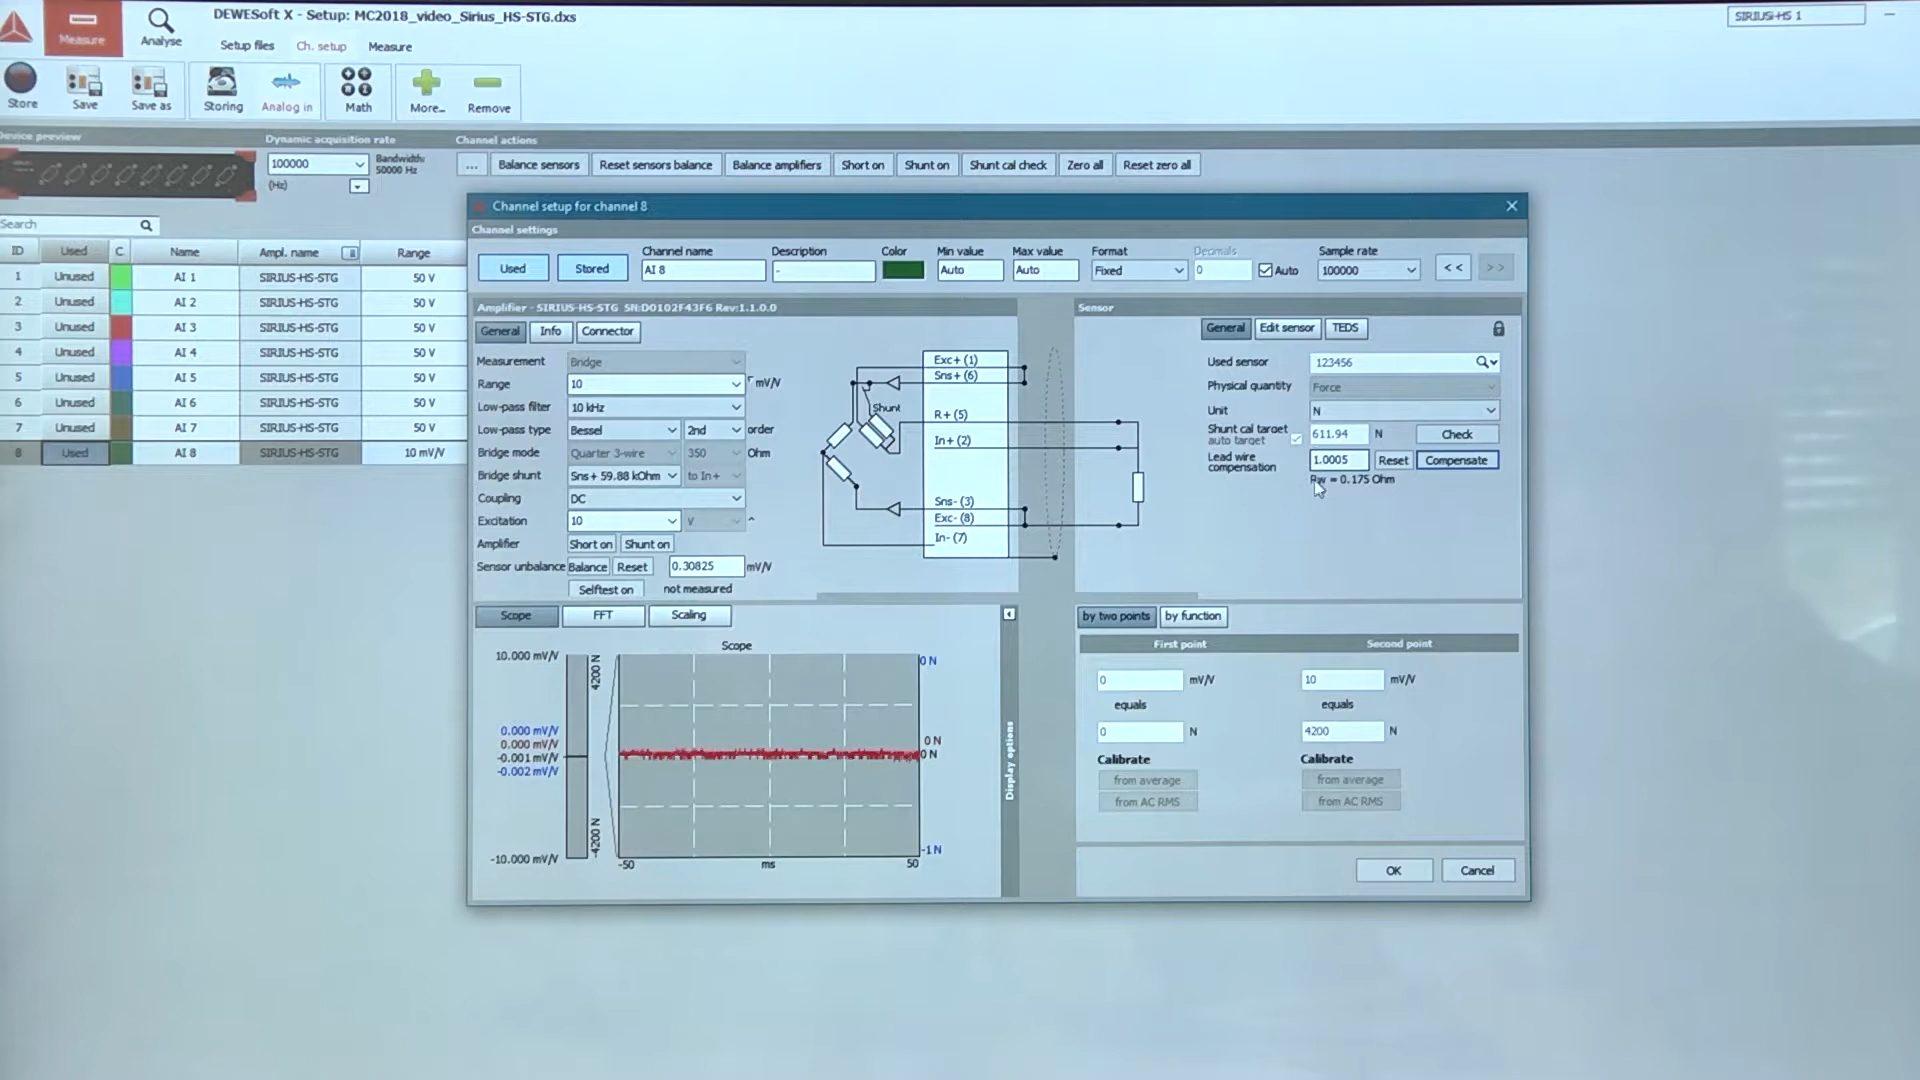 DEWESoft X - Setup: MC2018_video_Sirius_HS-STG.dxs
SIRIUSi-HS 1
Measure
Analyse
Setup files
Ch. setup
Measure
Store
Save
Save as
Storing
Analog in
Math
More...
Remove
Device preview
Dynamic acquisition rate
Channel actions
100000
Bandwidth:
50000 Hz
(Hz)
...
Balance sensors
Reset sensors balance
Balance amplifiers
Short on
Shunt on
Shunt cal check
Zero all
Reset zero all
Search
ID Used C Name Ampl. name Range
1 Unused AI 1 SIRIUS-HS-STG 50 V
2 Unused AI 2 SIRIUS-HS-STG 50 V
3 Unused AI 3 SIRIUS-HS-STG 50 V
4 Unused AI 4 SIRIUS-HS-STG 50 V
5 Unused AI 5 SIRIUS-HS-STG 50 V
6 Unused AI 6 SIRIUS-HS-STG 50 V
7 Unused AI 7 SIRIUS-HS-STG 50 V
8 Used AI 8 SIRIUS-HS-STG 10 mV/V
Channel setup for channel 8
Channel settings
Used
Stored
Channel name
AI 8
Description
-
Color
Min value
Auto
Max value
Auto
Format
Fixed
Decimals
0
Auto
Sample rate
100000
<<
>>
Amplifier - SIRIUS-HS-STG SN:D0102F43F6 Rev:1.1.0.0
General
Info
Connector
Measurement Bridge
Range 10 mV/V
Low-pass filter 10 kHz
Low-pass type Bessel 2nd order
Bridge mode Quarter 3-wire 350 Ohm
Bridge shunt Sns+ 59.88 kOhm to In+
Coupling DC
Excitation 10 V
Amplifier Short on Shunt on
Sensor unbalance Balance Reset 0.30825 mV/V
Selftest on not measured
Exc+ (1)
Sns+ (6)
Shunt
R+ (5)
In+ (2)
Sns- (3)
Exc- (8)
In- (7)
Sensor
General
Edit sensor
TEDS
Used sensor 123456
Physical quantity Force
Unit N
Shunt cal target
auto target
611.94 N Check
Lead wire
compensation
1.0005 Reset Compensate
Rw = 0.175 Ohm
Scope
FFT
Scaling
Scope
10.000 mV/V
4200 N
0.000 mV/V
0.000 mV/V
-0.001 mV/V
-0.002 mV/V
-4200 N
-10.000 mV/V
0 N
0 N
0 N
-1 N
-50
ms
50
Display options
by two points
by function
First point
Second point
0 mV/V
10 mV/V
equals
equals
0 N
4200 N
Calibrate
Calibrate
from average
from average
from AC RMS
from AC RMS
OK
Cancel